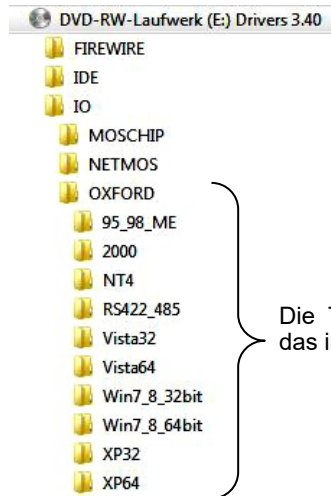 DVD-RW-Laufwerk (E:) Drivers 3.40
FIREWIRE
IDE
IO
MOSCHIP
NETMOS
OXFORD
95_98_ME
2000
NT4
RS422_485
Vista32
Vista64
Win7_8_32bit
Win7_8_64bit
XP32
XP64
Die
das